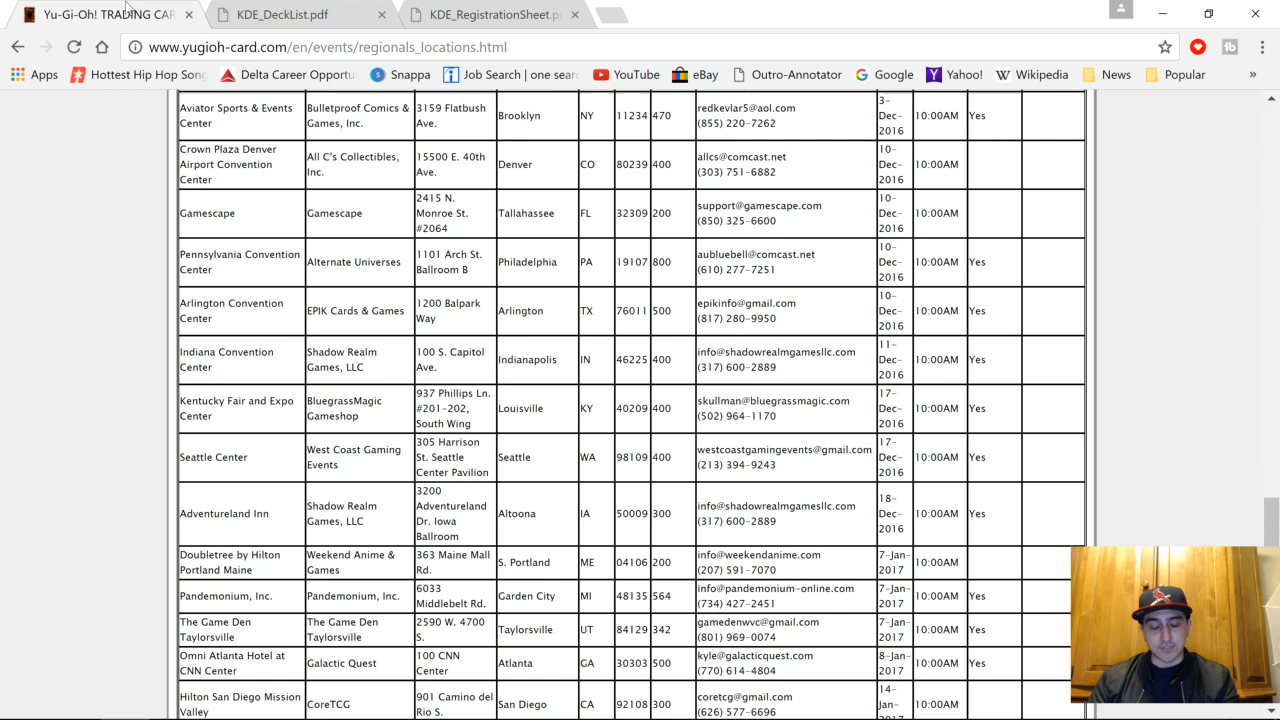 Yu-Gi-Oh! TRADING CAR
KDE_DeckList.pdf
KDE_RegistrationSheet.p
www.yugioh-card.com/en/events/regionals_locations.html
Apps Hottest Hip Hop Song Delta Career Opportu Snappa Job Search | one sear YouTube eBay Outro-Annotator Google Yahoo! Wikipedia News Popular »
Aviator Sports & Events
Center
Bulletproof Comics &
Games, Inc.
3159 Flatbush
Ave.
Brooklyn
NY
11234
470
redkevlar5@aol.com
(855) 220-7262
3-
Dec-
2016
10:00AM
Yes
Crown Plaza Denver
Airport Convention
Center
All C's Collectibles,
Inc.
15500 E. 40th
Ave.
Denver
CO
80239
400
allcs@comcast.net
(303) 751-6882
10-
Dec-
2016
10:00AM
Yes
Gamescape
Gamescape
2415 N.
Monroe St.
#2064
Tallahassee
FL
32309
200
support@gamescape.com
(850) 325-6600
10-
Dec-
2016
10:00AM
Pennsylvania Convention
Center
Alternate Universes
1101 Arch St.
Ballroom B
Philadelphia
PA
19107
800
aubluebell@comcast.net
(610) 277-7251
10-
Dec-
2016
10:00AM
Yes
Arlington Convention
Center
EPIK Cards & Games
1200 Balpark
Way
Arlington
TX
76011
500
epikinfo@gmail.com
(817) 280-9950
10-
Dec-
2016
10:00AM
Yes
Indiana Convention
Center
Shadow Realm
Games, LLC
100 S. Capitol
Ave.
Indianapolis
IN
46225
400
info@shadowrealmgamesllc.com
(317) 600-2889
11-
Dec-
2016
10:00AM
Yes
Kentucky Fair and Expo
Center
BluegrassMagic
Gameshop
937 Phillips Ln.
#201-202,
South Wing
Louisville
KY
40209
400
skullman@bluegrassmagic.com
(502) 964-1170
17-
Dec-
2016
10:00AM
Yes
Seattle Center
West Coast Gaming
Events
305 Harrison
St. Seattle
Center Pavilion
Seattle
WA
98109
400
westcoastgamingevents@gmail.com
(213) 394-9243
17-
Dec-
2016
10:00AM
Yes
Adventureland Inn
Shadow Realm
Games, LLC
3200
Adventureland
Dr. Iowa
Ballroom
Altoona
IA
50009
300
info@shadowrealmgamesllc.com
(317) 600-2889
18-
Dec-
2016
10:00AM
Yes
Doubletree by Hilton
Portland Maine
Weekend Anime &
Games
363 Maine Mall
Rd.
S. Portland
ME
04106
200
info@weekendanime.com
(207) 591-7070
7-Jan-
2017
10:00AM
Pandemonium, Inc.
Pandemonium, Inc.
6033
Middlebelt Rd.
Garden City
MI
48135
564
info@pandemonium-online.com
(734) 427-2451
7-Jan-
2017
10:00AM
Yes
The Game Den
Taylorsville
The Game Den
Taylorsville
2590 W. 4700
S.
Taylorsville
UT
84129
342
gamedenwvc@gmail.com
(801) 969-0074
7-Jan-
2017
10:00AM
Yes
Omni Atlanta Hotel at
CNN Center
Galactic Quest
100 CNN
Center
Atlanta
GA
30303
500
kyle@galacticquest.com
(770) 614-4804
8-Jan-
2017
10:00AM
Yes
Hilton San Diego Mission
Valley
CoreTCG
901 Camino del
Rio S.
San Diego
CA
92108
300
coretcg@gmail.com
(626) 577-6696
14-
Jan-
2017
10:00AM